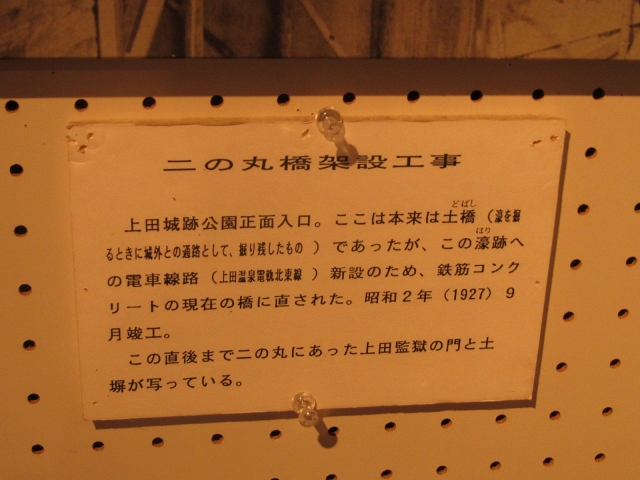 二の丸橋架設工事
どばし
上田城跡公園正面入口。ここは本来は土橋（濠を掘
るときに城外との通路として、掘り残したもの）であったが、この濠跡へ
ほり
の電車線路（上田温泉電軌北東線）新設のため、鉄筋コンク
リートの現在の橋に直された。昭和2年（1927）9
月竣工。
この直後まで二の丸にあった上田監獄の門と土
塀が写っている。